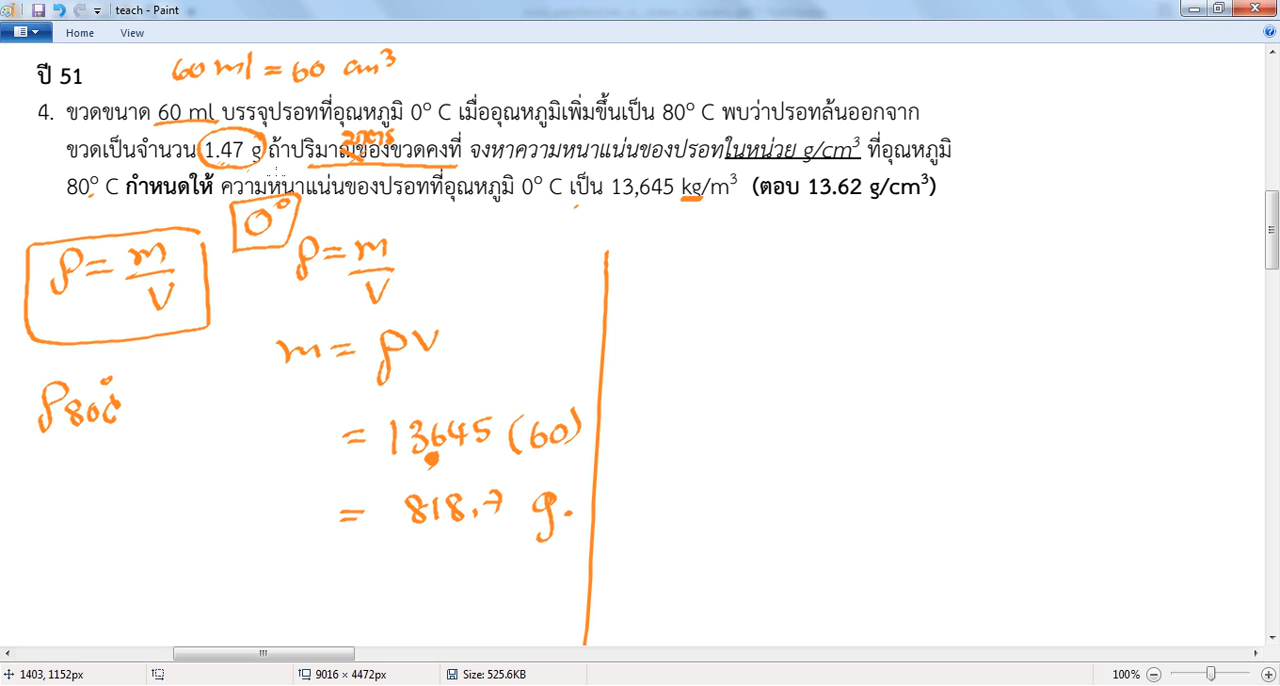 teach - Paint
Home View
ปี 51
60 ml = 60 cm³
4. ขวดขนาด 60 ml บรรจุปรอทที่อุณหภูมิ 0° C เมื่ออุณหภูมิเพิ่มขึ้นเป็น 80° C พบว่าปรอทล้นออกจาก
ขวดเป็นจำนวน 1.47 g ถ้าปริมาณของขวดคงที่ จงหาความหนาแน่นของปรอทในหน่วย g/cm³ ที่อุณหภูมิ
80° C กำหนดให้ ความหนาแน่นของปรอทที่อุณหภูมิ 0° C เป็น 13,645 kg/m³ (ตอบ 13.62 g/cm³)
0°
ρ = m/V
ρ = m/V
m = ρV
ρ80°C
= 13.645 (60)
= 818.7 g.
1403, 1152px
9016 × 4472px
Size: 525.6KB
100%